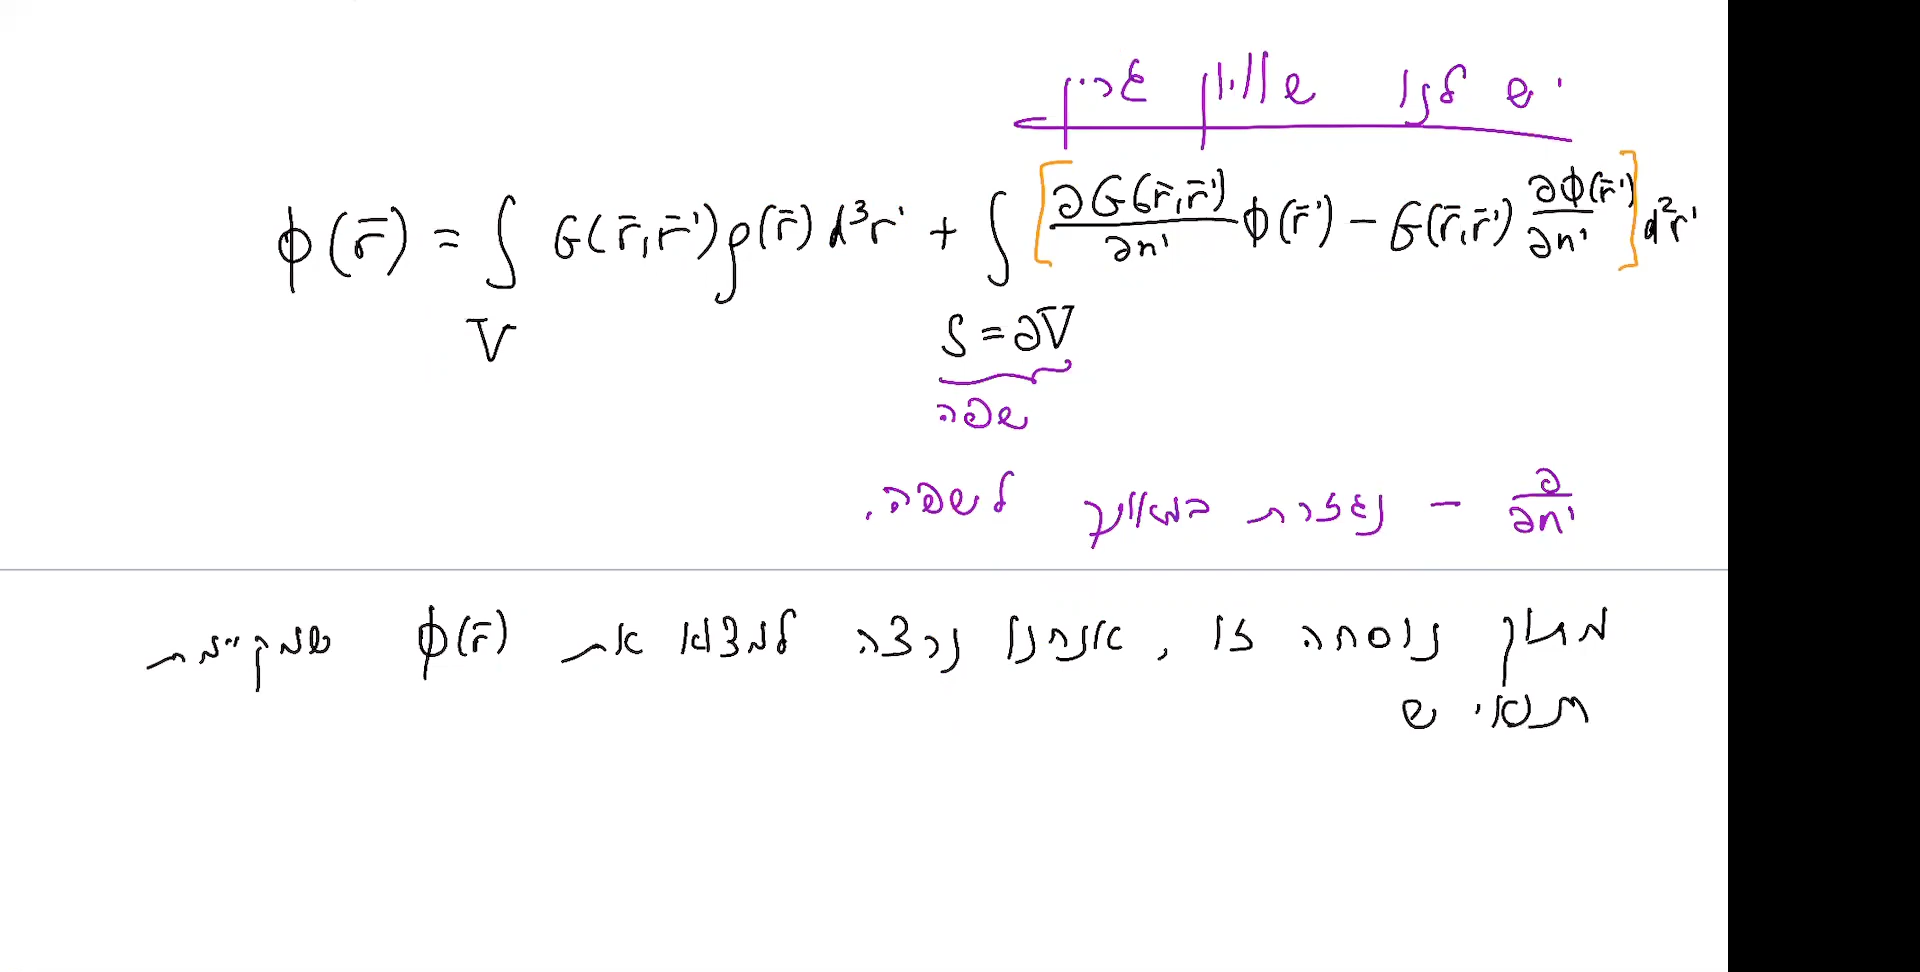 יש לנו שוויון גרין
ϕ(r̄) = ∫_V G(r̄,r̄')ρ(r̄) d³r' + ∫_{S=∂V} [∂G(r̄,r̄')/∂n' ϕ(r̄') − G(r̄,r̄') ∂ϕ(r̄')/∂n'] d²r'
שפה
∂/∂n' – נגזרת במאונך לשפה.
מתוך נוסחה זו, אנחנו נרצה למצוא את ϕ(r̄) שמקיימת
תנאי ש